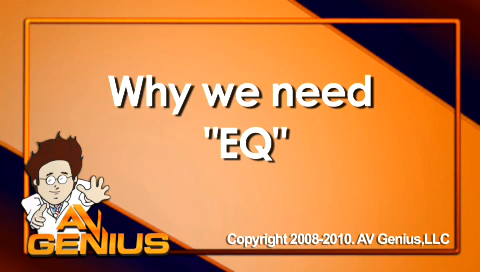 Why we need
"EQ"
AV
GENIUS
Copyright 2008-2010. AV Genius,LLC